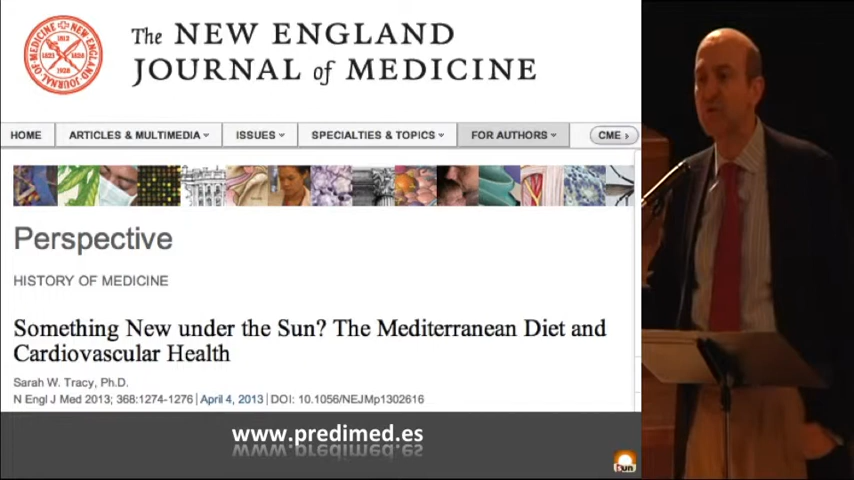 The NEW ENGLAND
JOURNAL of MEDICINE
HOME
ARTICLES & MULTIMEDIA
ISSUES
SPECIALTIES & TOPICS
FOR AUTHORS
CME
Perspective
HISTORY OF MEDICINE
Something New under the Sun? The Mediterranean Diet and
Cardiovascular Health
Sarah W. Tracy, Ph.D.
N Engl J Med 2013; 368:1274-1276 | April 4, 2013 | DOI: 10.1056/NEJMp1302616
www.predimed.es